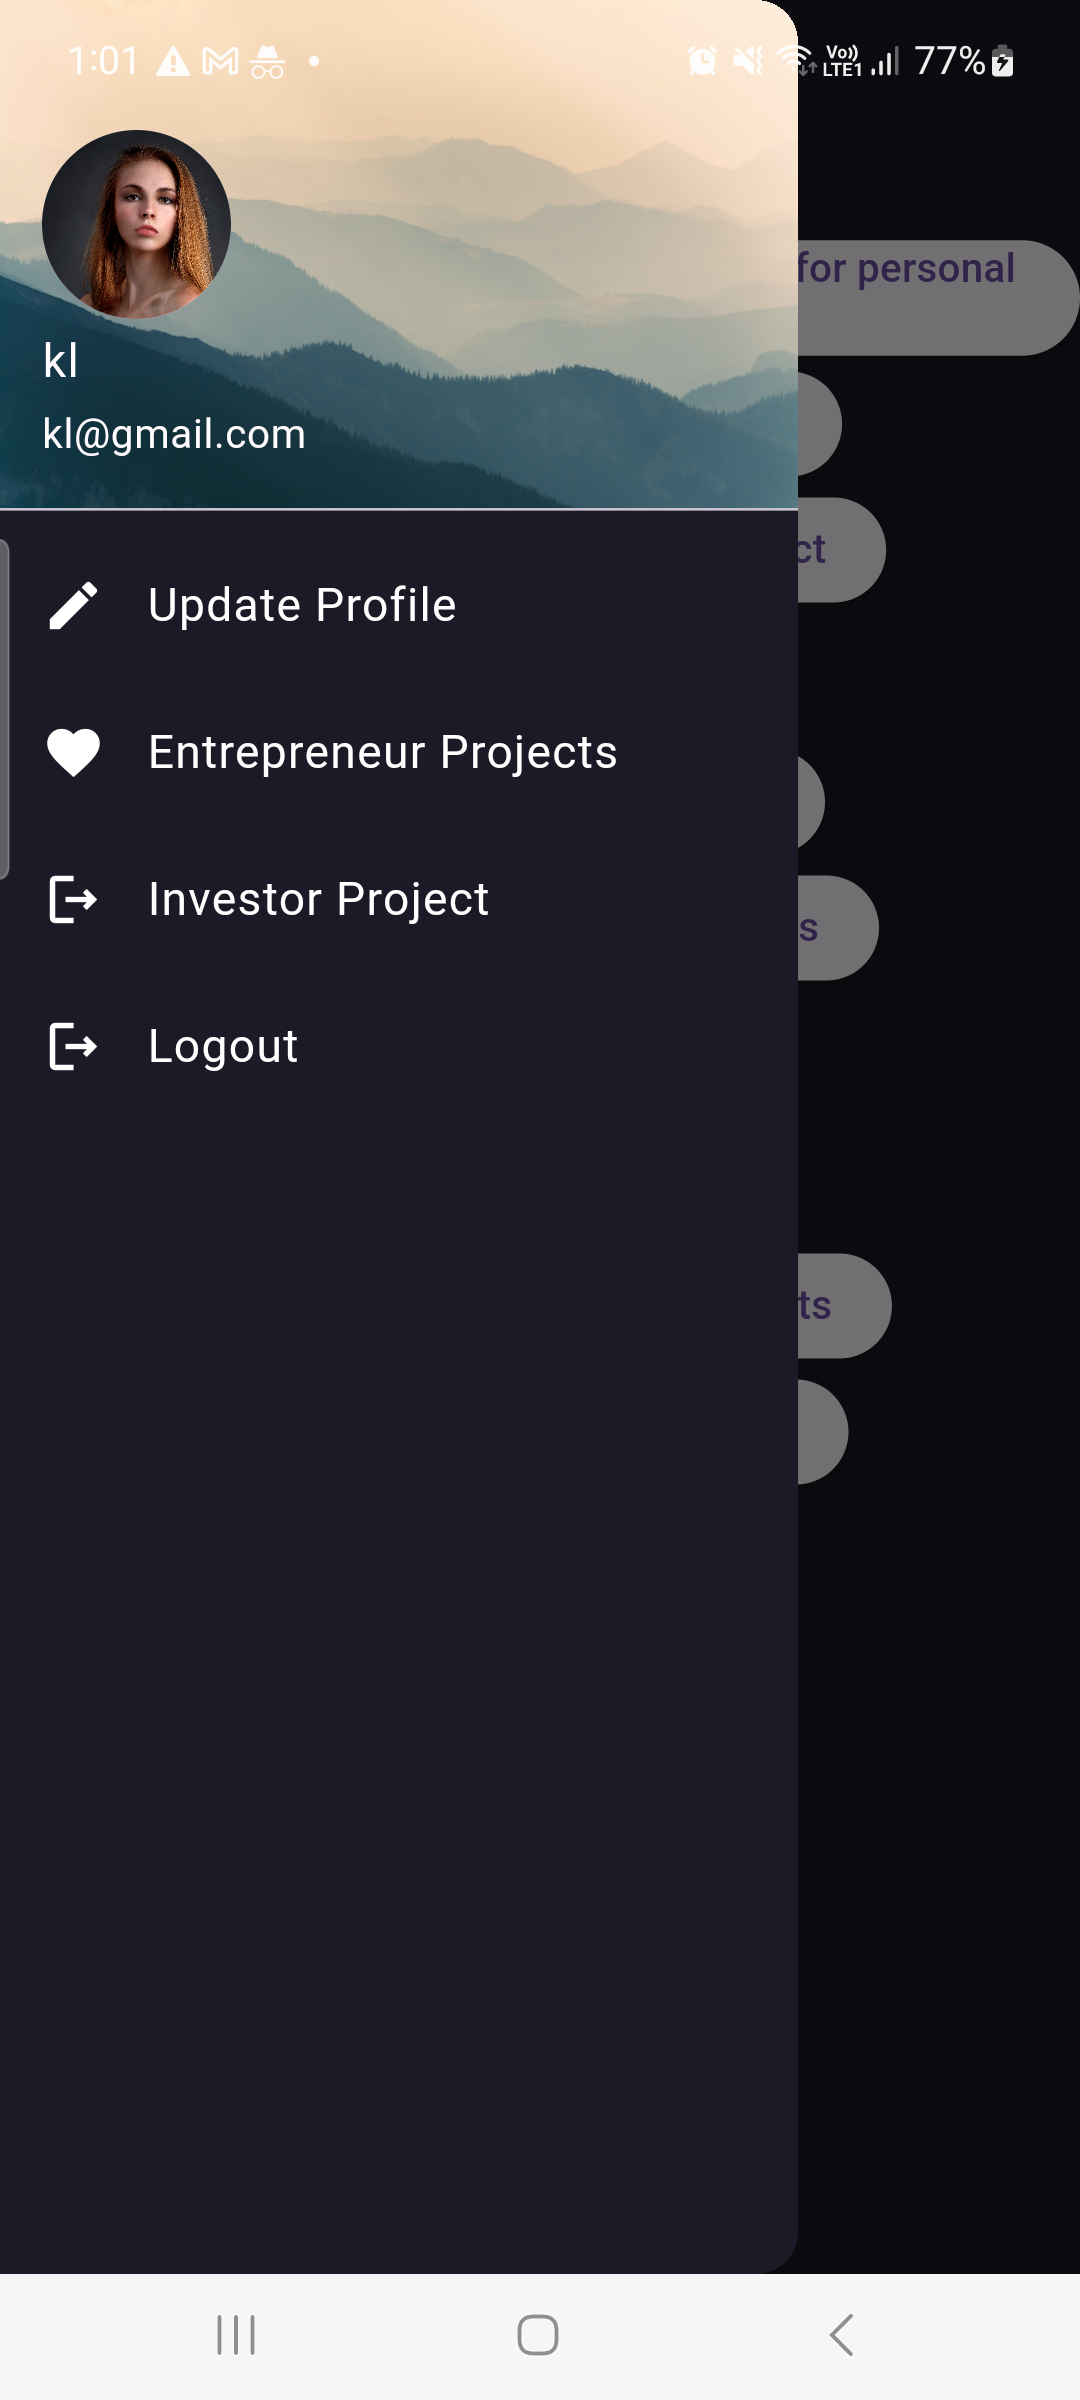 1:01
Vo))
LTE1
77%
for personal
kl
kl@gmail.com
ct
Update Profile
Entrepreneur Projects
Investor Project
s
Logout
ts